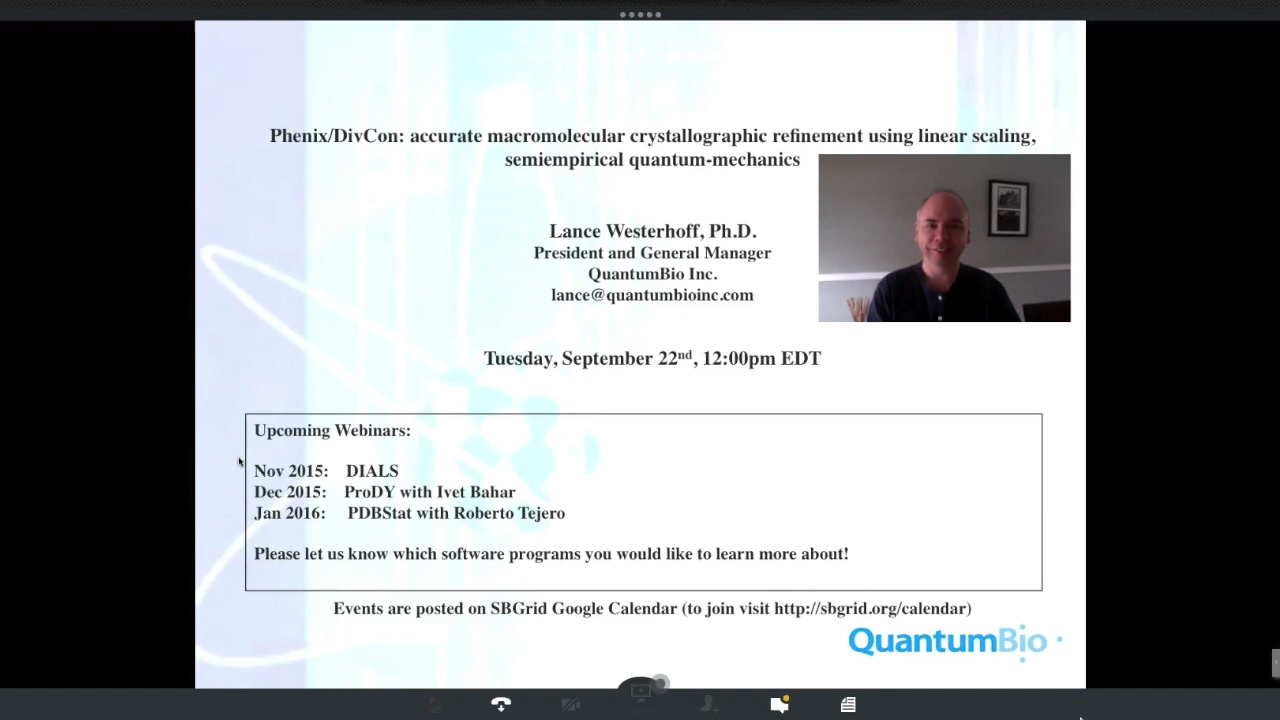 Phenix/DivCon: accurate macromolecular crystallographic refinement using linear scaling,
semiempirical quantum-mechanics
Lance Westerhoff, Ph.D.
President and General Manager
QuantumBio Inc.
lance@quantumbioinc.com
Tuesday, September 22nd, 12:00pm EDT
Upcoming Webinars:
Nov 2015: DIALS
Dec 2015: ProDY with Ivet Bahar
Jan 2016: PDBStat with Roberto Tejero
Please let us know which software programs you would like to learn more about!
Events are posted on SBGrid Google Calendar (to join visit http://sbgrid.org/calendar)
QuantumBio